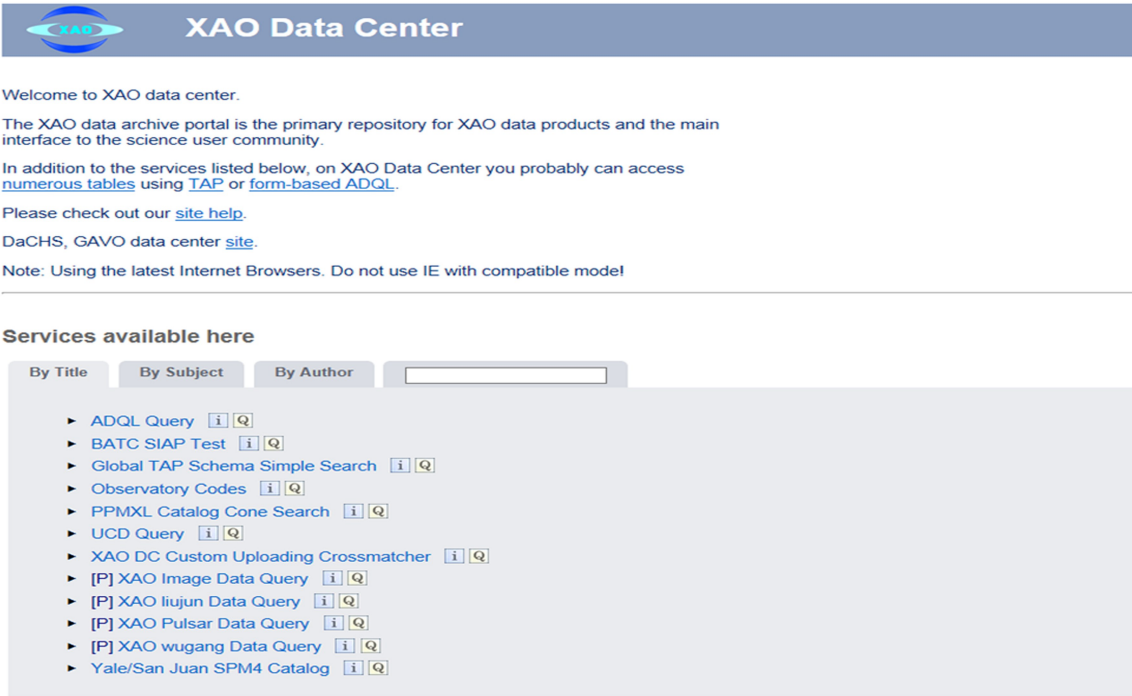 XAO
XAO Data Center
Welcome to XAO data center.
The XAO data archive portal is the primary repository for XAO data products and the main
interface to the science user community.
In addition to the services listed below, on XAO Data Center you probably can access
numerous tables using TAP or form-based ADQL.
Please check out our site help.
DaCHS, GAVO data center site.
Note: Using the latest Internet Browsers. Do not use IE with compatible mode!
Services available here
By Title By Subject By Author
ADQL Query i Q
BATC SIAP Test i Q
Global TAP Schema Simple Search i Q
Observatory Codes i Q
PPMXL Catalog Cone Search i Q
UCD Query i Q
XAO DC Custom Uploading Crossmatcher i Q
[P] XAO Image Data Query i Q
[P] XAO liujun Data Query i Q
[P] XAO Pulsar Data Query i Q
[P] XAO wugang Data Query i Q
Yale/San Juan SPM4 Catalog i Q